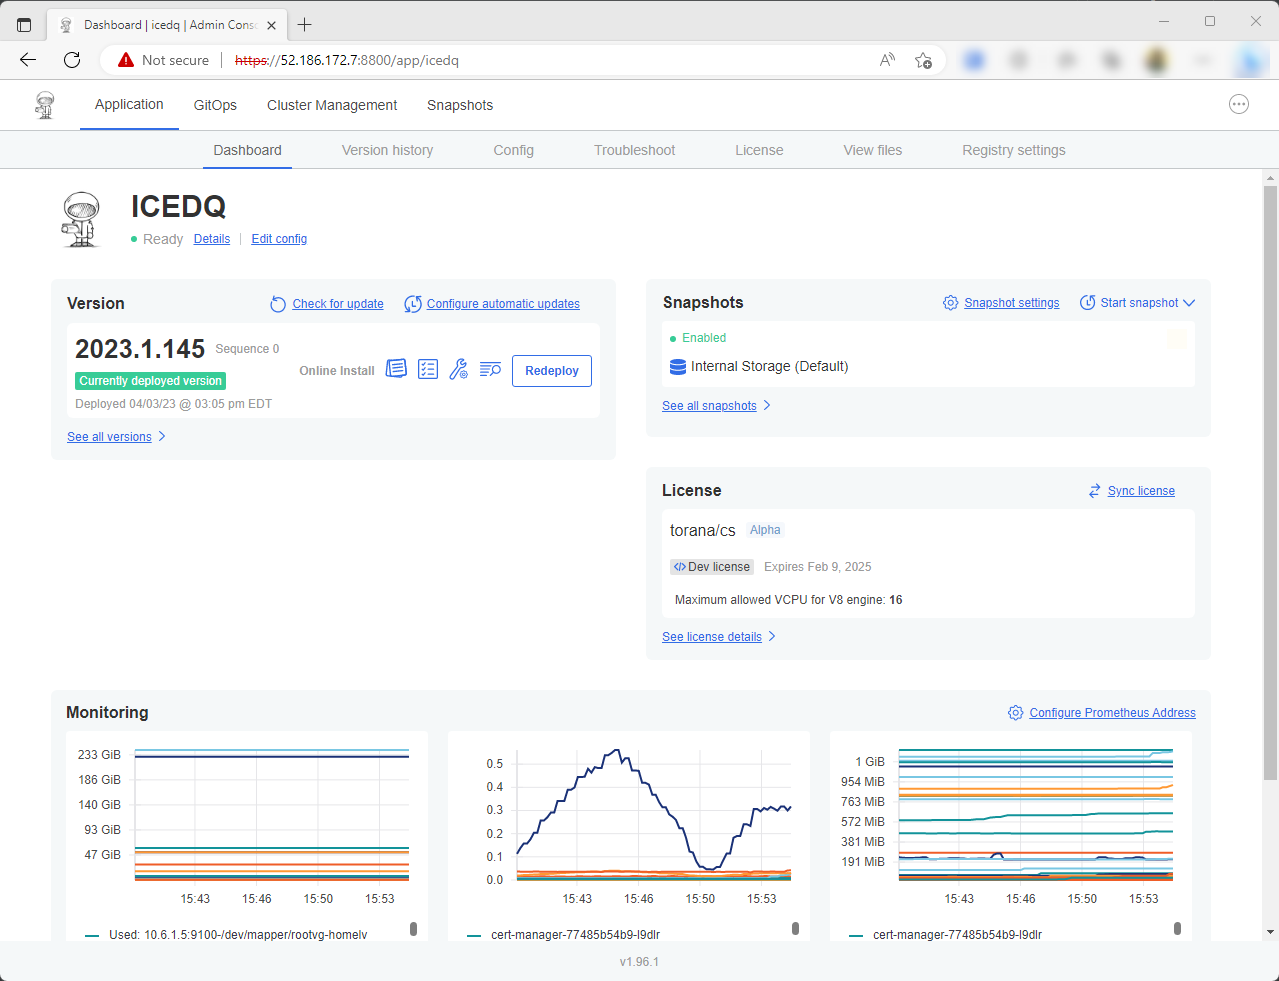 Dashboard | icedq | Admin Conso
Not secure | https://52.186.172.7:8800/app/icedq
Application GitOps Cluster Management Snapshots
Dashboard Version history Config Troubleshoot License View files Registry settings
ICEDQ
Ready Details | Edit config
Version Check for update Configure automatic updates
2023.1.145 Sequence 0
Currently deployed version
Deployed 04/03/23 @ 03:05 pm EDT
Online Install Redeploy
See all versions
Snapshots Snapshot settings Start snapshot
Enabled
Internal Storage (Default)
See all snapshots
License Sync license
torana/cs Alpha
Dev license Expires Feb 9, 2025
Maximum allowed VCPU for V8 engine: 16
See license details
Monitoring Configure Prometheus Address
233 GiB
186 GiB
140 GiB
93 GiB
47 GiB
15:43 15:46 15:50 15:53
Used: 10.6.1.5:9100-/dev/mapper/rootvg-homelv
0.5
0.4
0.3
0.2
0.1
0.0
15:43 15:46 15:50 15:53
cert-manager-77485b54b9-l9dlr
1 GiB
954 MiB
763 MiB
572 MiB
381 MiB
191 MiB
15:43 15:46 15:50 15:53
cert-manager-77485b54b9-l9dlr
v1.96.1